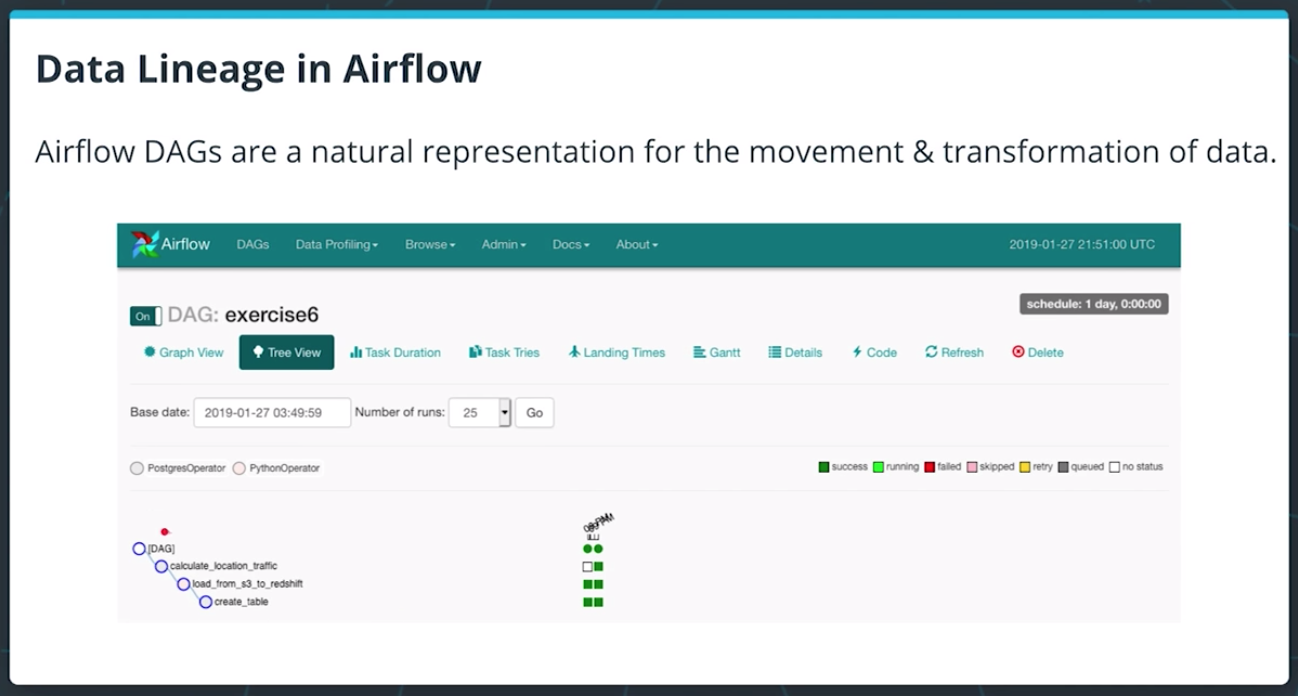 Data Lineage in Airflow
Airflow DAGs are a natural representation for the movement & transformation of data.
Airflow DAGs Data Profiling Browse Admin Docs About 2019-01-27 21:51:00 UTC
On DAG: exercise6 schedule: 1 day, 0:00:00
Graph View Tree View Task Duration Task Tries Landing Times Gantt Details Code Refresh Delete
Base date: 2019-01-27 03:49:59 Number of runs: 25 Go
PostgresOperator PythonOperator success running failed skipped retry queued no status
[DAG]
calculate_location_traffic
load_from_s3_to_redshift
create_table